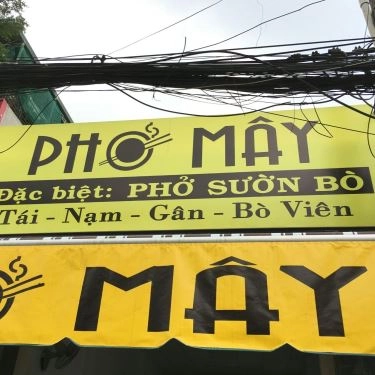 PHỞ MÂY
Đặc biệt: PHỞ SƯỜN BÒ
Tái - Nạm - Gân - Bò Viên
MÂY